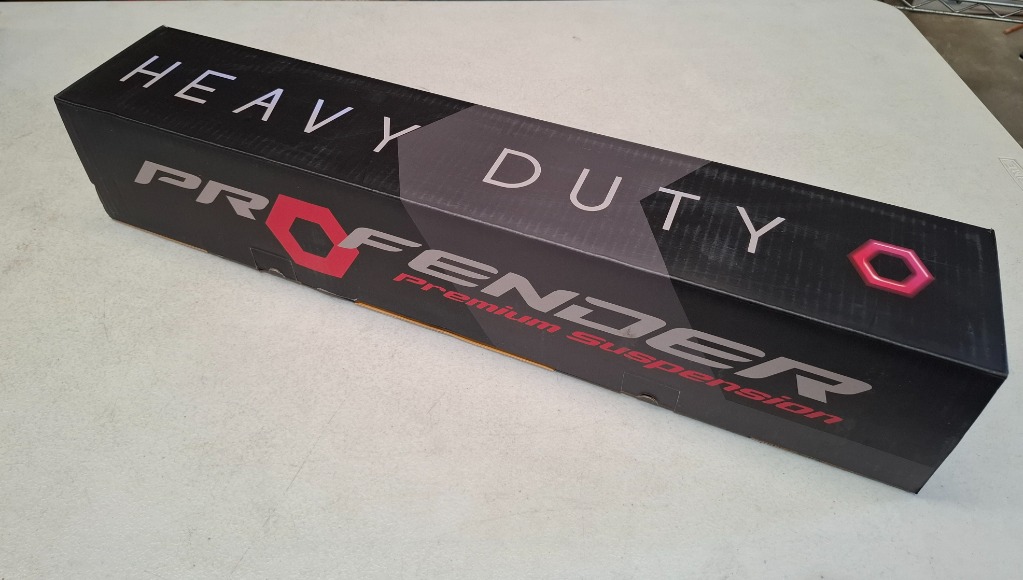 HEAVY DUTY
PROFENDER
Premium Suspension